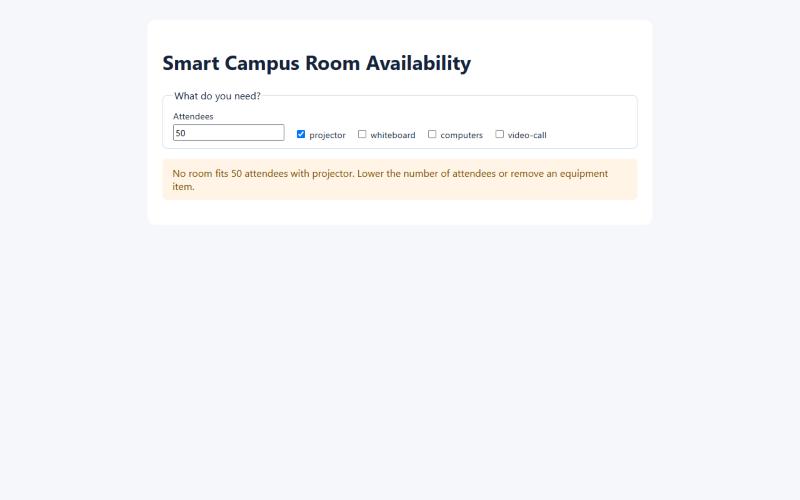 Smart Campus Room Availability
What do you need?
Attendees
50
projector
whiteboard
computers
video-call
No room fits 50 attendees with projector. Lower the number of attendees or remove an equipment
item.